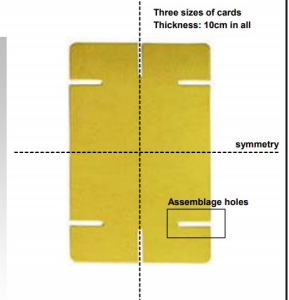 Three sizes of cards
Thickness: 10cm in all
symmetry
Assemblage holes